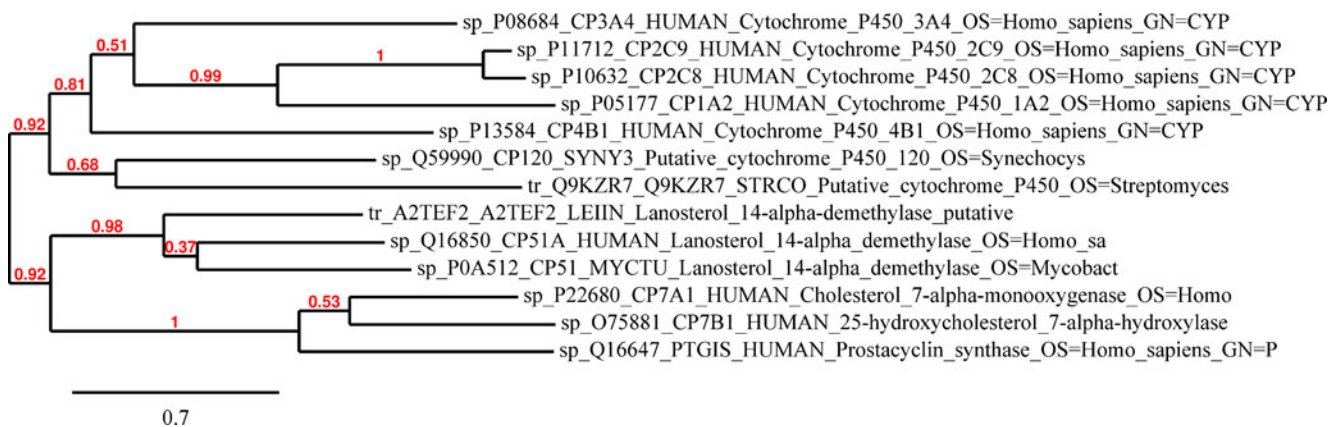 sp_P08684_CP3A4_HUMAN_Cytochrome_P450_3A4_OS=Homo_sapiens_GN=CYP
0.51
sp_P11712_CP2C9_HUMAN_Cytochrome_P450_2C9_OS=Homo_sapiens_GN=CYP
1
0.99
sp_P10632_CP2C8_HUMAN_Cytochrome_P450_2C8_OS=Homo_sapiens_GN=CYP
0.81
sp_P05177_CP1A2_HUMAN_Cytochrome_P450_1A2_OS=Homo_sapiens_GN=CYP
0.92
sp_P13584_CP4B1_HUMAN_Cytochrome_P450_4B1_OS=Homo_sapiens_GN=CYP
sp_Q59990_CP120_SYNY3_Putative_cytochrome_P450_120_OS=Synechocys
0.68
tr_Q9KZR7_Q9KZR7_STRCO_Putative_cytochrome_P450_OS=Streptomyces
tr_A2TEF2_A2TEF2_LEIIN_Lanosterol_14-alpha-demethylase_putative
0.98
sp_Q16850_CP51A_HUMAN_Lanosterol_14-alpha_demethylase_OS=Homo_sa
0.37
sp_P0A512_CP51_MYCTU_Lanosterol_14-alpha_demethylase_OS=Mycobact
0.92
sp_P22680_CP7A1_HUMAN_Cholesterol_7-alpha-monooxygenase_OS=Homo
0.53
1
sp_O75881_CP7B1_HUMAN_25-hydroxycholesterol_7-alpha-hydroxylase
sp_Q16647_PTGIS_HUMAN_Prostacyclin_synthase_OS=Homo_sapiens_GN=P
0.7